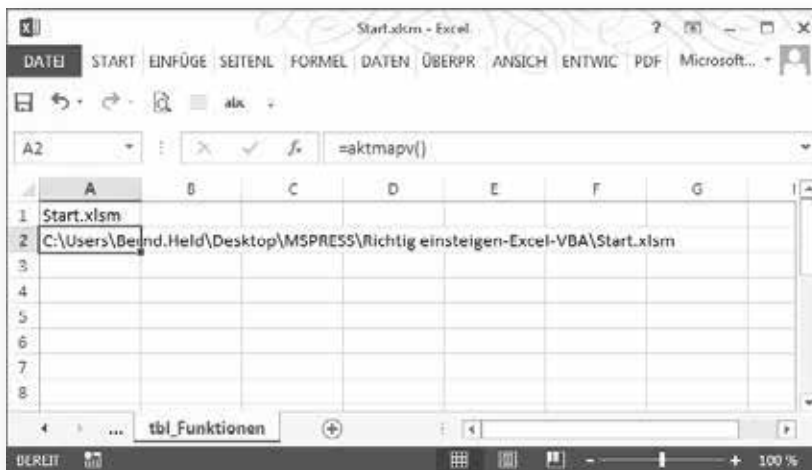 Start.xlsm - Excel
DATEI START EINFÜGE SEITENL FORMEL DATEN ÜBERPR ANSICH ENTWIC PDF Microsoft...
abc
A2 fx =aktmapv()
A B C D E F G
1 Start.xlsm
2 C:\Users\Bernd.Held\Desktop\MSPRESS\Richtig einsteigen-Excel-VBA\Start.xlsm
3
4
5
6
7
8
... tbl_Funktionen
BEREIT 100 %